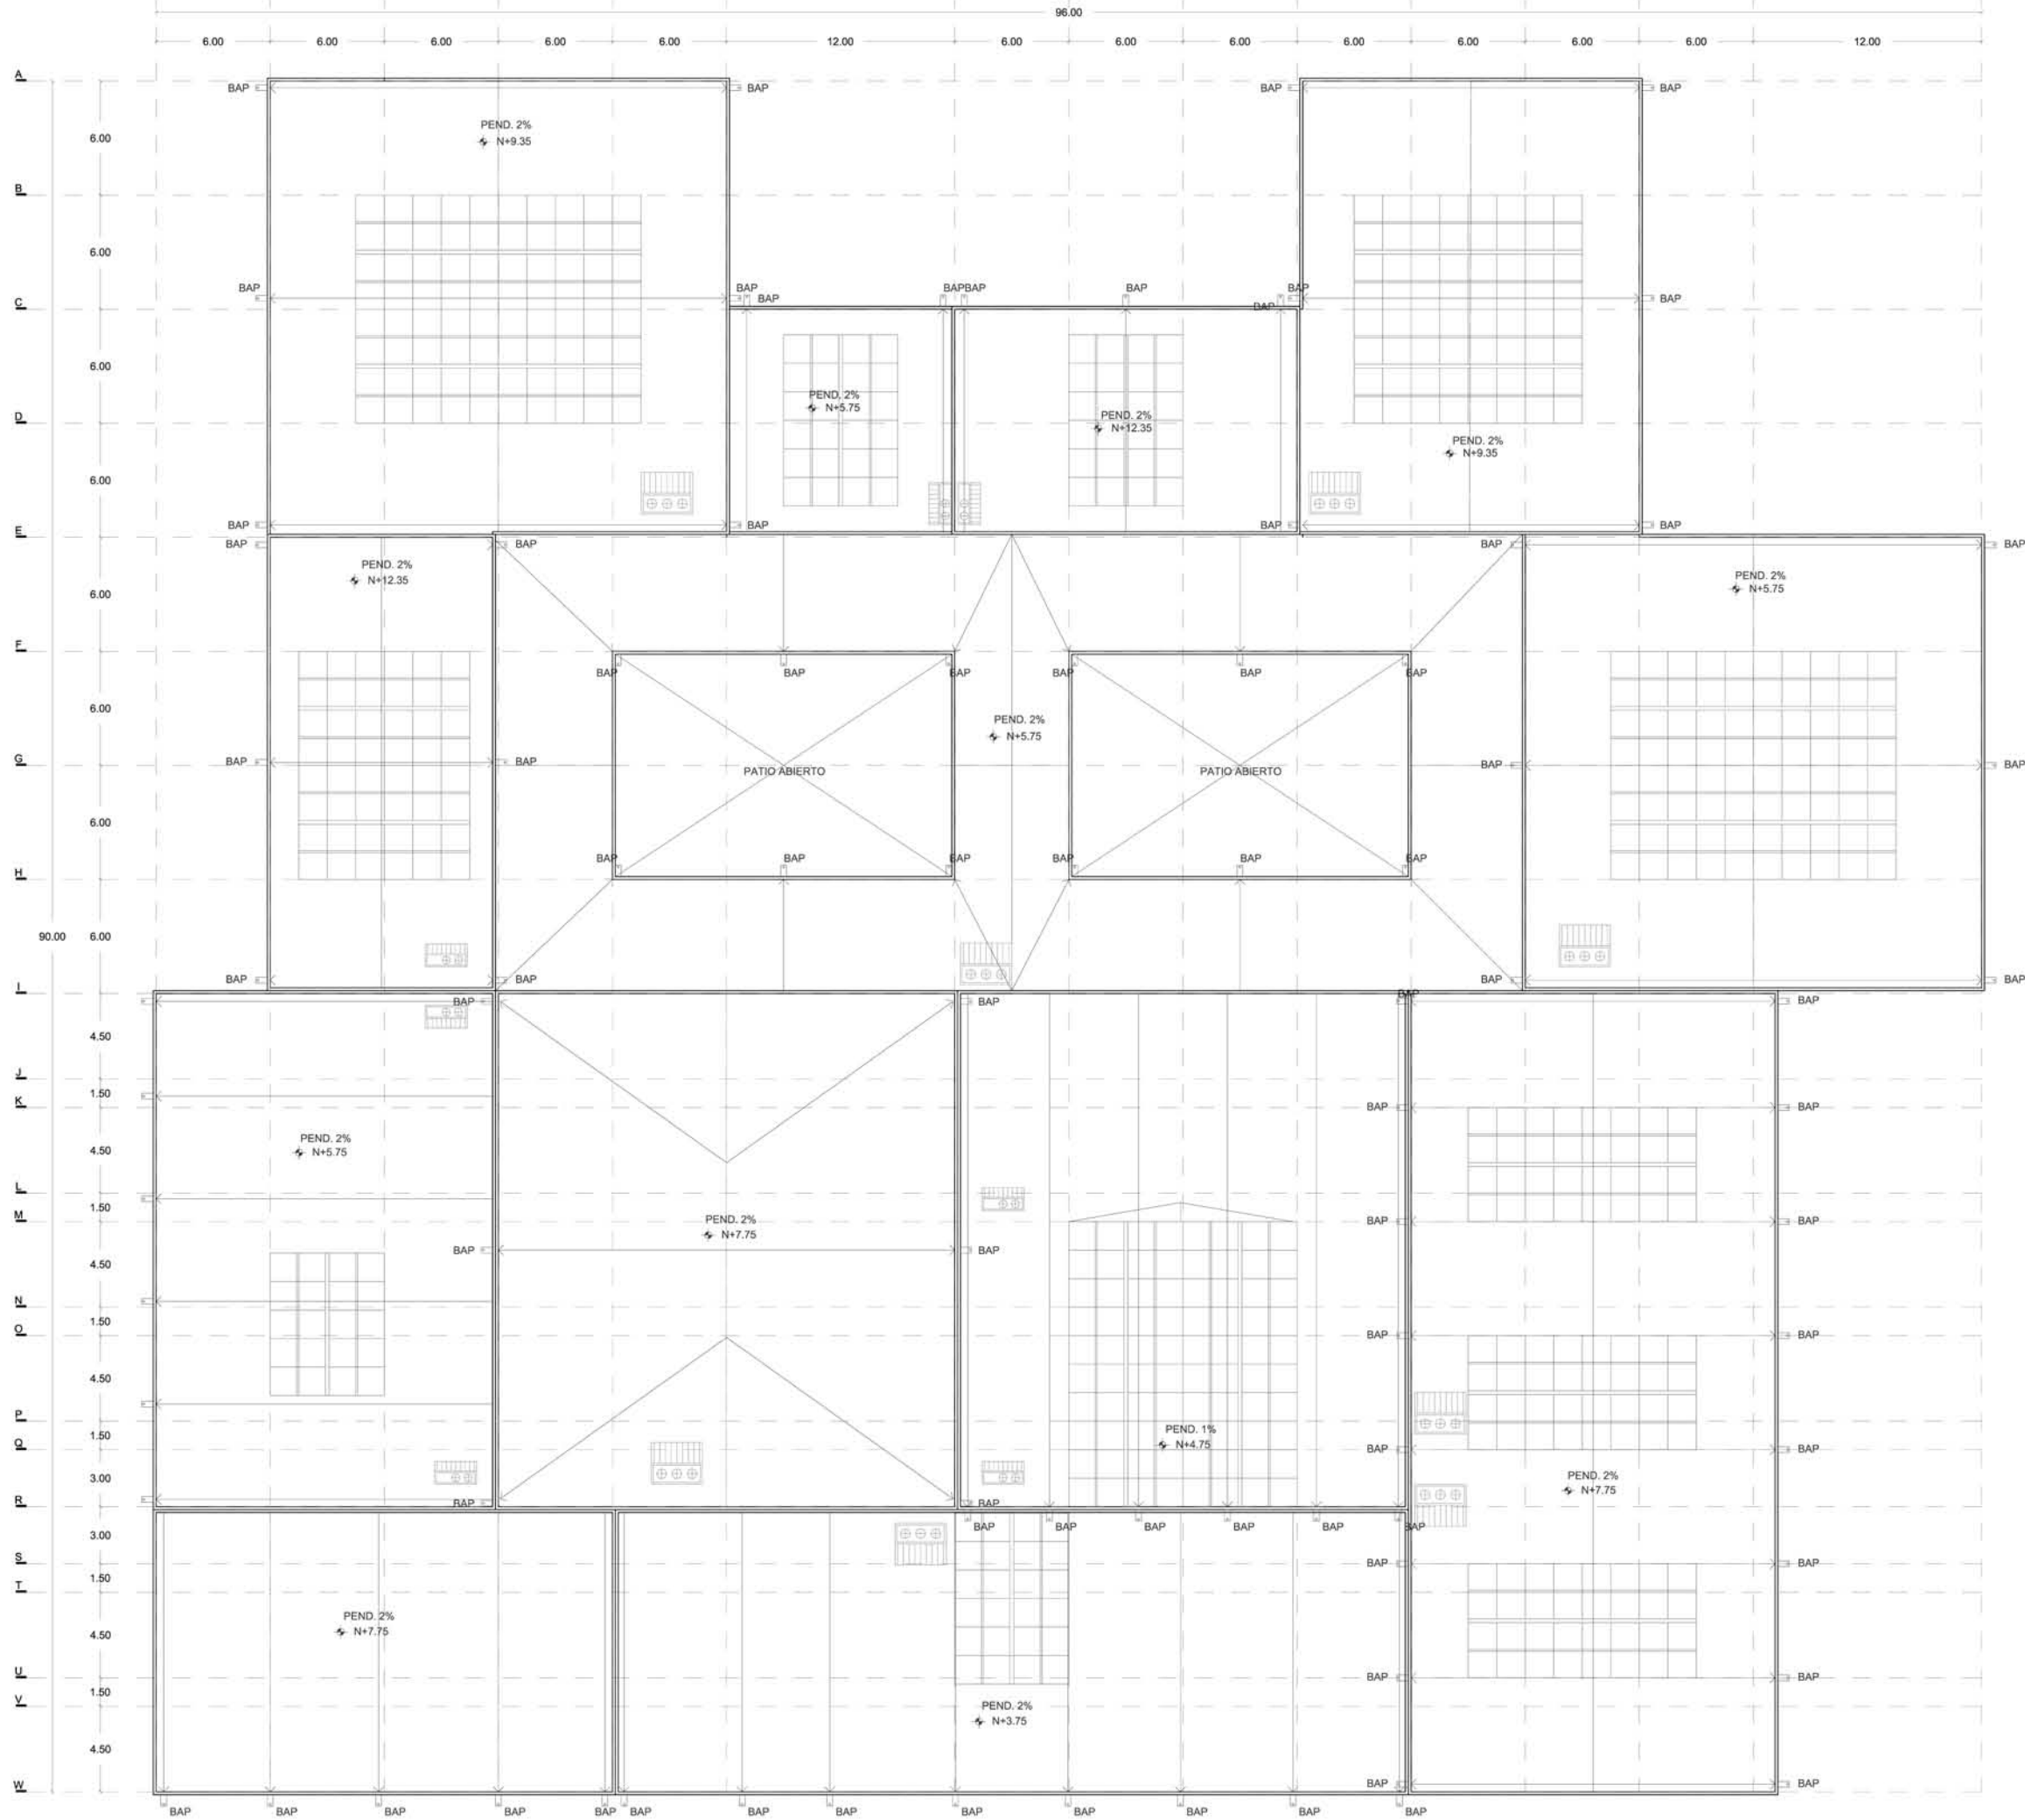 96.00
6.00 6.00 6.00 6.00 6.00 12.00 6.00 6.00 6.00 6.00 6.00 6.00 6.00 12.00
A
BAP BAP BAP BAP
PEND. 2%
N+9.35
6.00
B
6.00
BAP BAP BAP BAPBAP BAP BAP BAP BAP
C
6.00
PEND. 2%
N+5.75
PEND. 2%
N+12.35
D
PEND. 2%
N+9.35
6.00
BAP BAP BAP BAP
E
BAP BAP BAP BAP
PEND. 2%
N+12.35
PEND. 2%
N+5.75
6.00
F
BAP BAP BAP BAP BAP BAP
6.00
PEND. 2%
N+5.75
G
BAP BAP BAP BAP
PATIO ABIERTO PATIO ABIERTO
6.00
BAP BAP BAP BAP BAP BAP
H
90.00 6.00
BAP BAP BAP BAP
I
BAP BAP BAP BAP
4.50
J
1.50
K
BAP BAP
PEND. 2%
N+5.75
4.50
L
1.50
M
BAP BAP
PEND. 2%
N+7.75
BAP BAP
4.50
N
1.50
O
BAP BAP
4.50
P
PEND. 1%
N+4.75
1.50
Q
BAP BAP
3.00
PEND. 2%
N+7.75
R
BAP BAP
BAP BAP BAP BAP BAP BAP
3.00
S
BAP BAP
1.50
T
PEND. 2%
N+7.75
4.50
U
BAP BAP
1.50
V
PEND. 2%
N+3.75
4.50
W
BAP BAP
BAP BAP BAP BAP BAP BAP BAP BAP BAP BAP BAP BAP BAP